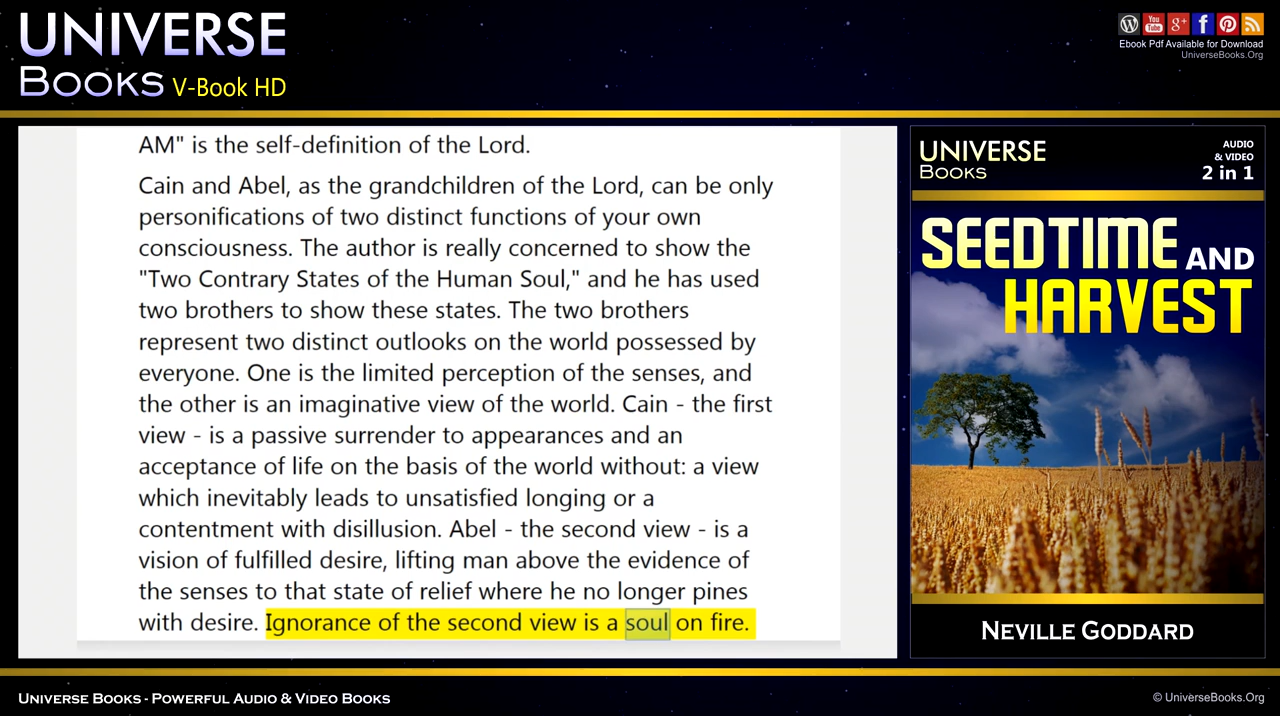 UNIVERSE
BOOKS V-Book HD
Ebook Pdf Available for Download
UniverseBooks.Org
AM" is the self-definition of the Lord.
Cain and Abel, as the grandchildren of the Lord, can be only
personifications of two distinct functions of your own
consciousness. The author is really concerned to show the
"Two Contrary States of the Human Soul," and he has used
two brothers to show these states. The two brothers
represent two distinct outlooks on the world possessed by
everyone. One is the limited perception of the senses, and
the other is an imaginative view of the world. Cain - the first
view - is a passive surrender to appearances and an
acceptance of life on the basis of the world without: a view
which inevitably leads to unsatisfied longing or a
contentment with disillusion. Abel - the second view - is a
vision of fulfilled desire, lifting man above the evidence of
the senses to that state of relief where he no longer pines
with desire. Ignorance of the second view is a soul on fire.
UNIVERSE
BOOKS
AUDIO
& VIDEO
2 in 1
SEEDTIME AND
HARVEST
NEVILLE GODDARD
UNIVERSE BOOKS - POWERFUL AUDIO & VIDEO BOOKS
© UniverseBooks.Org